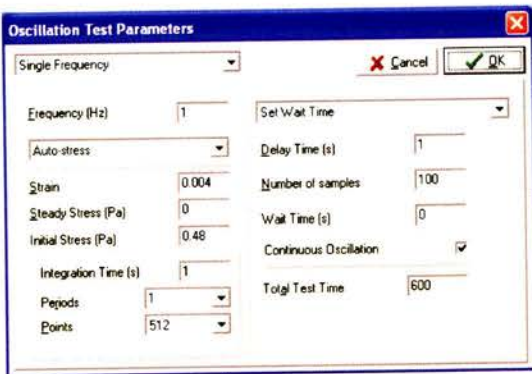 Oscillation Test Parameters
Single Frequency
Cancel
OK
Frequency (Hz) 1
Auto-stress
Strain 0.004
Steady Stress (Pa) 0
Initial Stress (Pa) 0.48
Integration Time (s) 1
Periods 1
Points 512
Set Wait Time
Delay Time (s) 1
Number of samples 100
Wait Time (s) 0
Continuous Oscillation
Total Test Time 600